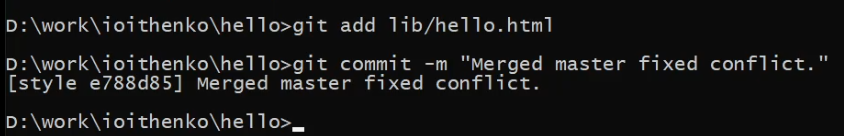 D:\work\ioithenko\hello>git add lib/hello.html
D:\work\ioithenko\hello>git commit -m "Merged master fixed conflict."
[style e788d85] Merged master fixed conflict.
D:\work\ioithenko\hello>_